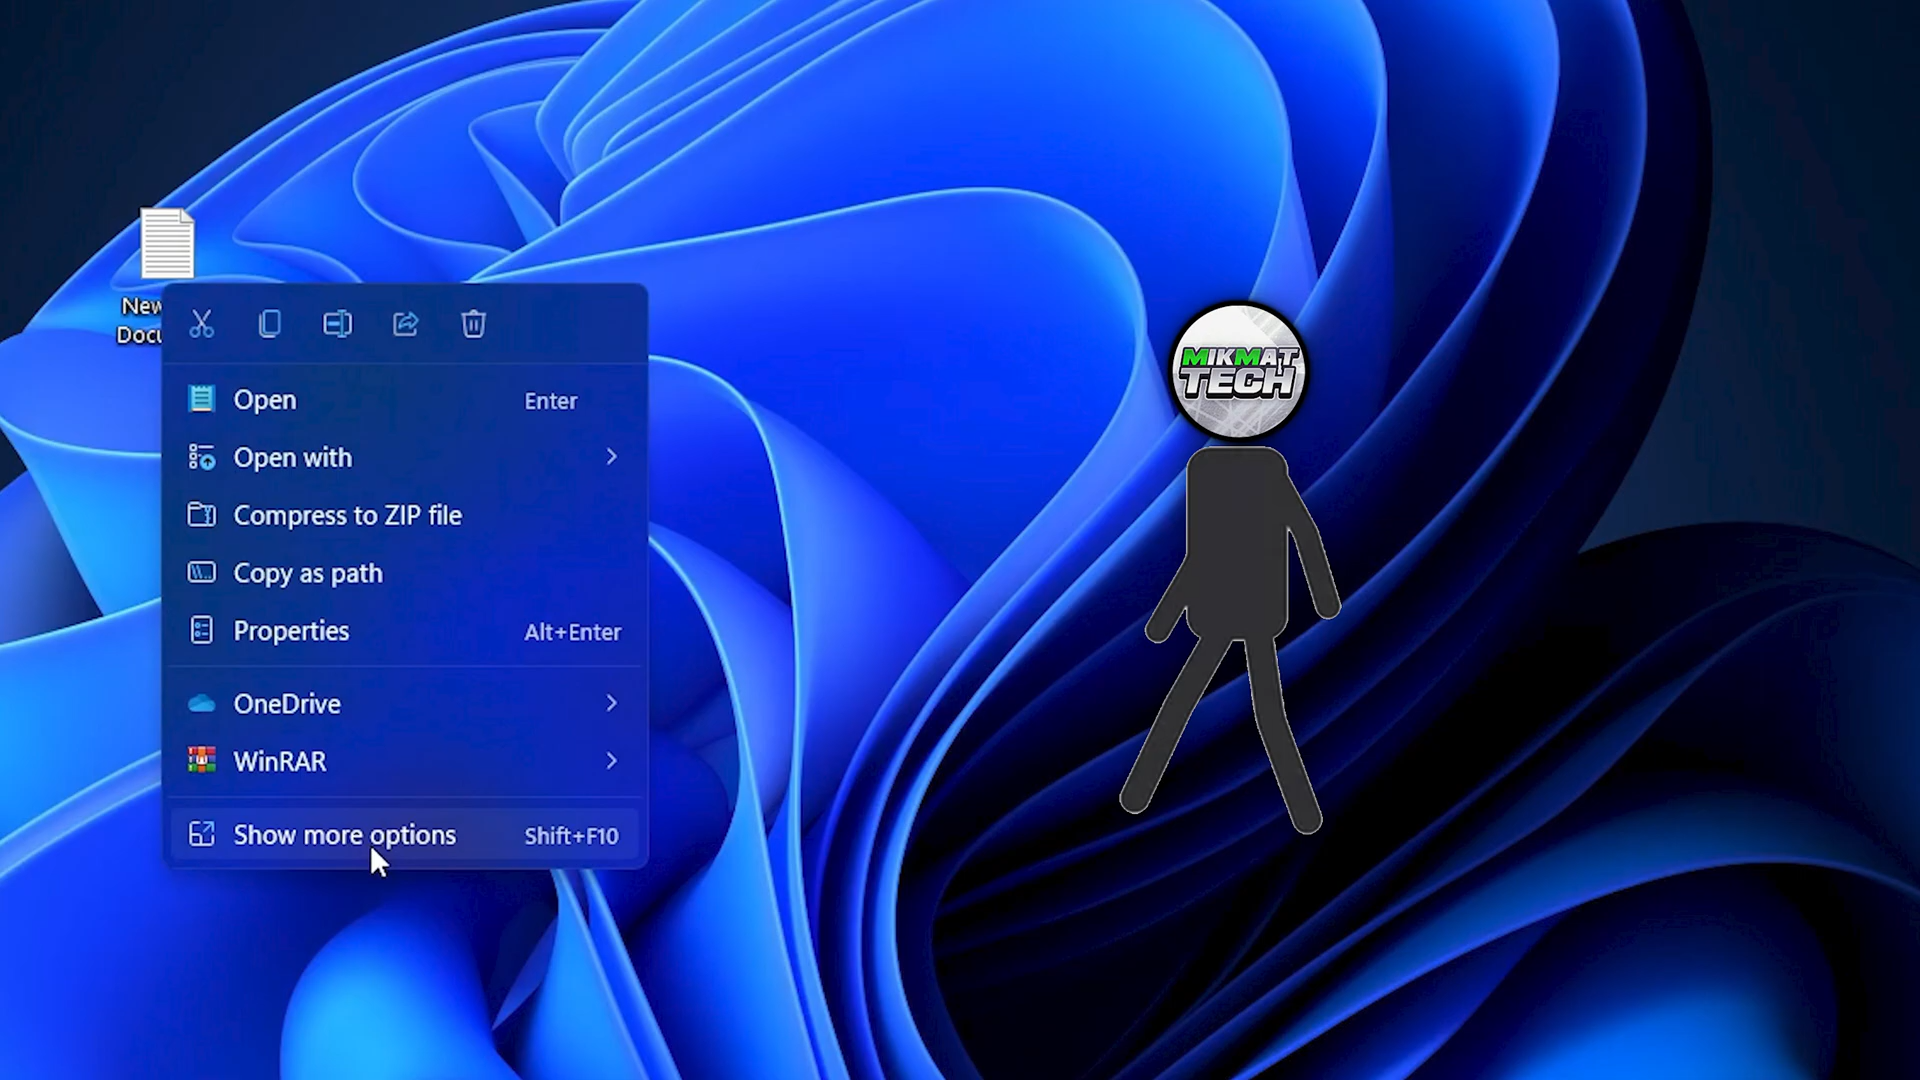 New
Docu
Open Enter
Open with
Compress to ZIP file
Copy as path
Properties Alt+Enter
OneDrive
WinRAR
Show more options Shift+F10
MIKMAT
TECH